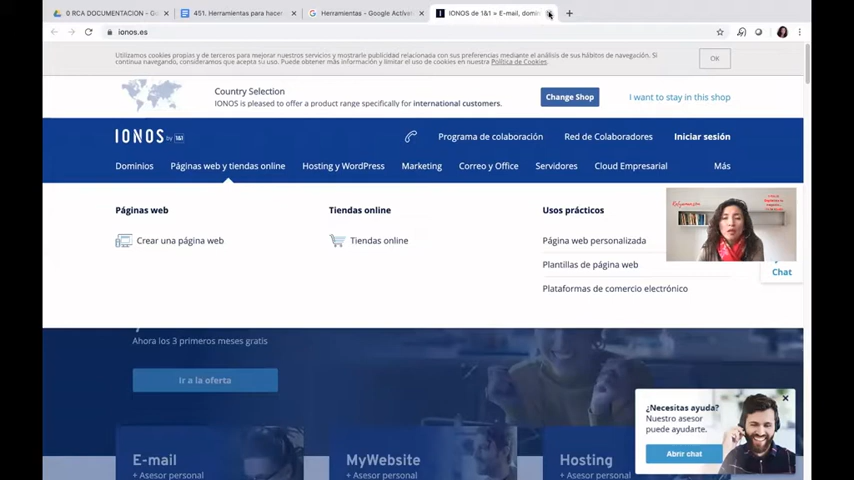 0 RCA DOCUMENTACION - Go
451. Herramientas para hacer
Herramientas - Google Activer
IONOS de 1&1 » E-mail, domin
ionos.es
Utilizamos cookies propias y de terceros para mejorar nuestros servicios y mostrarle publicidad relacionada con sus preferencias mediante el análisis de sus hábitos de navegación. Si
continua navegando, consideramos que acepta su uso. Puede obtener más información y limitar el uso de cookies en nuestra Política de Cookies.
OK
Country Selection
IONOS is pleased to offer a product range specifically for international customers.
Change Shop
I want to stay in this shop
IONOS by 1&1
Programa de colaboración
Red de Colaboradores
Iniciar sesión
Dominios
Páginas web y tiendas online
Hosting y WordPress
Marketing
Correo y Office
Servidores
Cloud Empresarial
Más
Páginas web
Tiendas online
Usos prácticos
Crear una página web
Tiendas online
Página web personalizada
Plantillas de página web
Plataformas de comercio electrónico
Chat
Ahora los 3 primeros meses gratis
Ir a la oferta
¿Necesitas ayuda?
Nuestro asesor
puede ayudarte.
Abrir chat
E-mail
+ Asesor personal
MyWebsite
+ Asesor personal
Hosting
+ Asesor personal